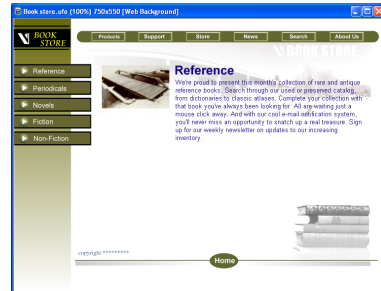 Book store.ufo (100%) 750x550 [Web Background]
BOOK STORE
Products Support Store News Search About Us
BOOK STORE
Reference
Periodicals
Novels
Fiction
Non-Fiction
Reference
We're proud to present this month's collection of rare and antique
reference books. Search through our used or preserved catalog,
from dictionaries to classic atlases. Complete your collection with
that book you've always been looking for. All are waiting just a
mouse click away. And with our cool e-mail notification system,
you'll never miss an opportunity to snatch up a real treasure. Sign
up for our weekly newsletter on updates to our increasing
inventory.
copyright *********
Home